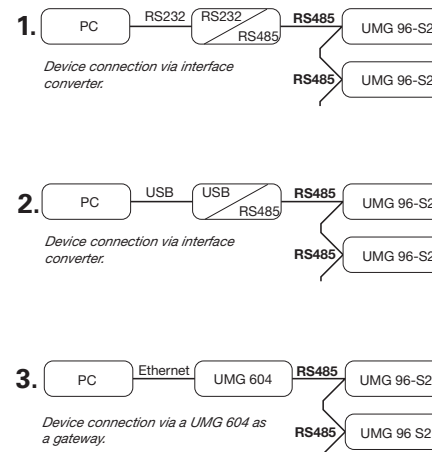 1. PC RS232 RS232 RS485 RS485 UMG 96-S2
Device connection via interface
converter.
RS485 UMG 96-S2
2. PC USB USB RS485 RS485 UMG 96-S2
Device connection via interface
converter.
RS485 UMG 96-S2
3. PC Ethernet UMG 604 RS485 UMG 96-S2
Device connection via a UMG 604 as
a gateway.
RS485 UMG 96 S2